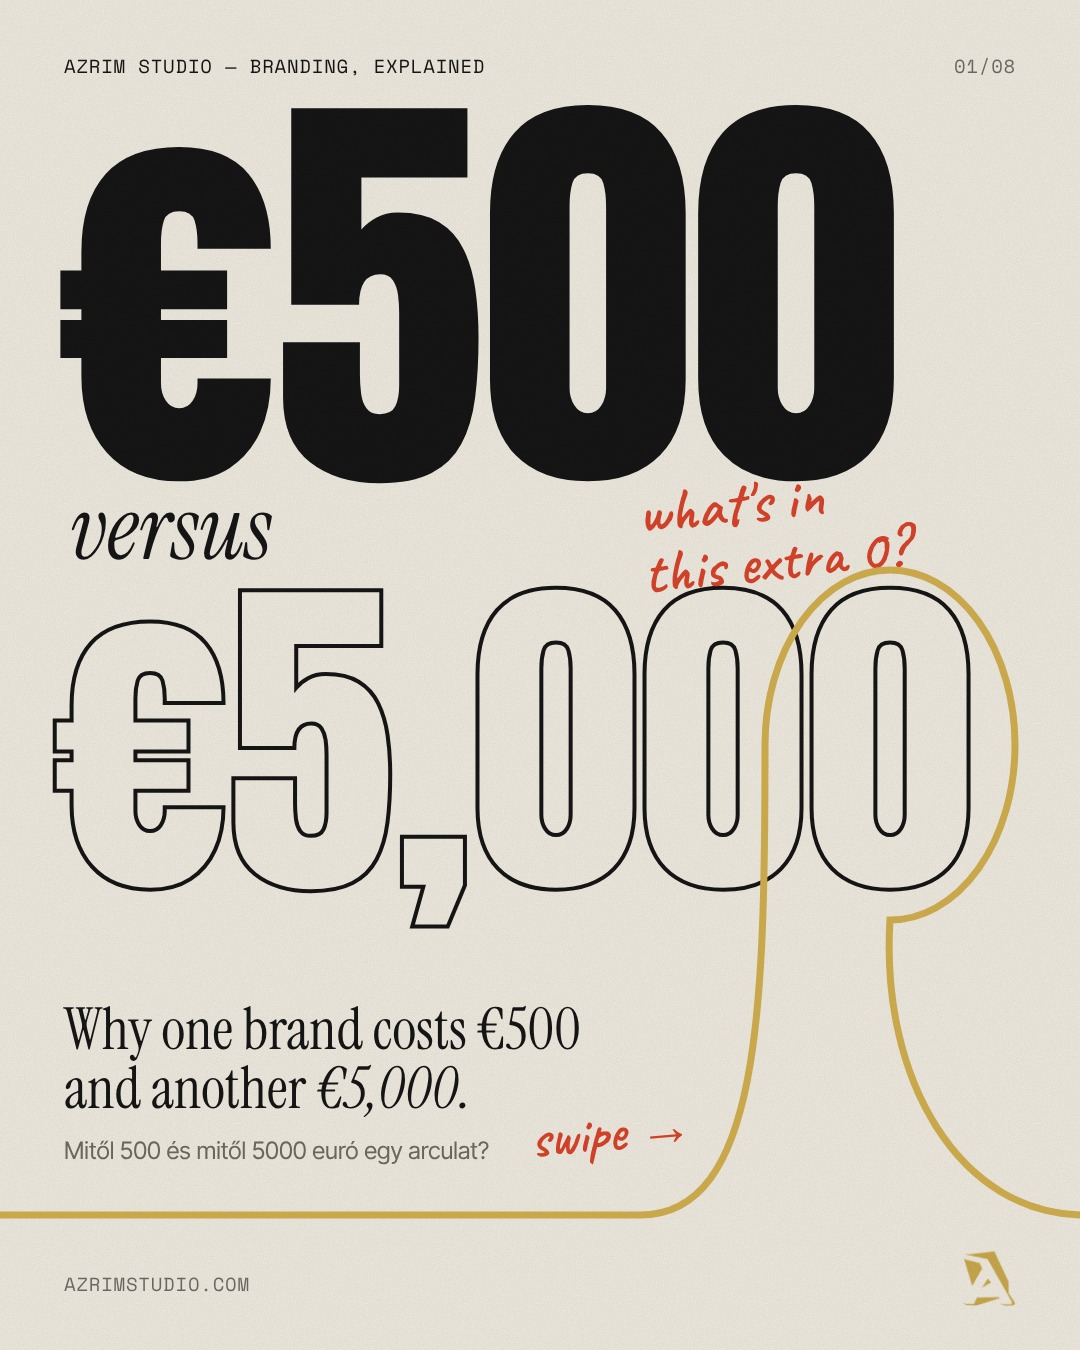 AZRIM STUDIO — BRANDING, EXPLAINED
01/08
€500
versus
what's in
this extra 0?
€5,000
Why one brand costs €500
and another €5,000.
Mitől 500 és mitől 5000 euró egy arculat?
swipe →
AZRIMSTUDIO.COM